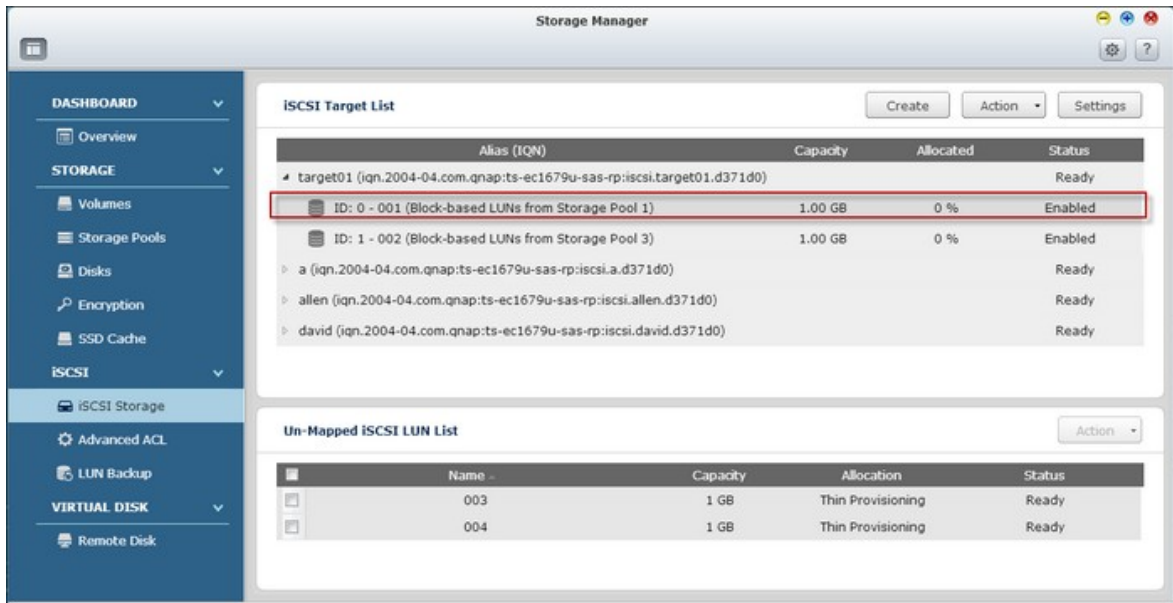 Storage Manager
?
DASHBOARD
Overview
STORAGE
Volumes
Storage Pools
Disks
Encryption
SSD Cache
iSCSI
iSCSI Storage
Advanced ACL
LUN Backup
VIRTUAL DISK
Remote Disk
iSCSI Target List Create Action Settings
Alias (IQN) Capacity Allocated Status
target01 (iqn.2004-04.com.qnap:ts-ec1679u-sas-rp:iscsi.target01.d371d0) Ready
ID: 0 - 001 (Block-based LUNs from Storage Pool 1) 1.00 GB 0 % Enabled
ID: 1 - 002 (Block-based LUNs from Storage Pool 3) 1.00 GB 0 % Enabled
a (iqn.2004-04.com.qnap:ts-ec1679u-sas-rp:iscsi.a.d371d0) Ready
allen (iqn.2004-04.com.qnap:ts-ec1679u-sas-rp:iscsi.allen.d371d0) Ready
david (iqn.2004-04.com.qnap:ts-ec1679u-sas-rp:iscsi.david.d371d0) Ready
Un-Mapped iSCSI LUN List Action
Name Capacity Allocation Status
003 1 GB Thin Provisioning Ready
004 1 GB Thin Provisioning Ready